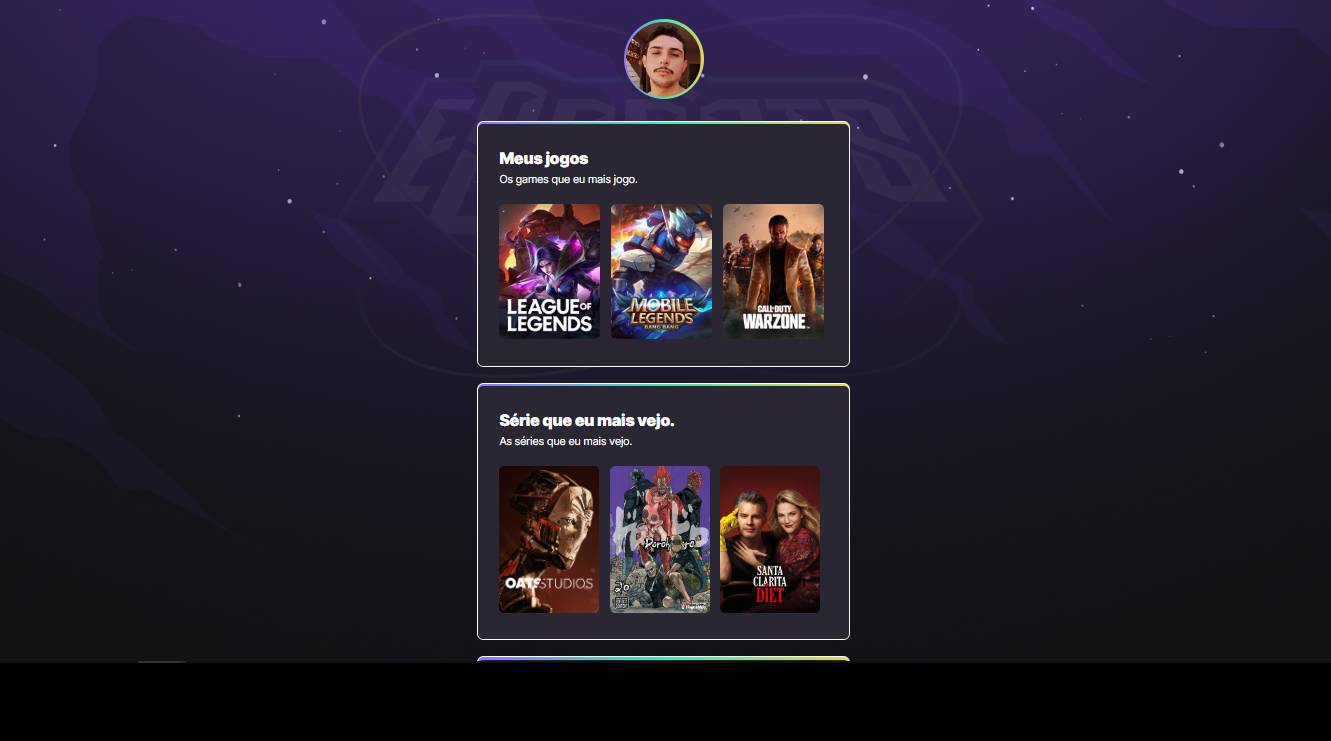 ESPORTS
Meus jogos
Os games que eu mais jogo.
LEAGUE OF
LEGENDS
MOBILE
LEGENDS
BANG BANG
CALL OF DUTY
WARZONE
Série que eu mais vejo.
As séries que eu mais vejo.
OATS STUDIOS
SANTA
CLARITA
DIET